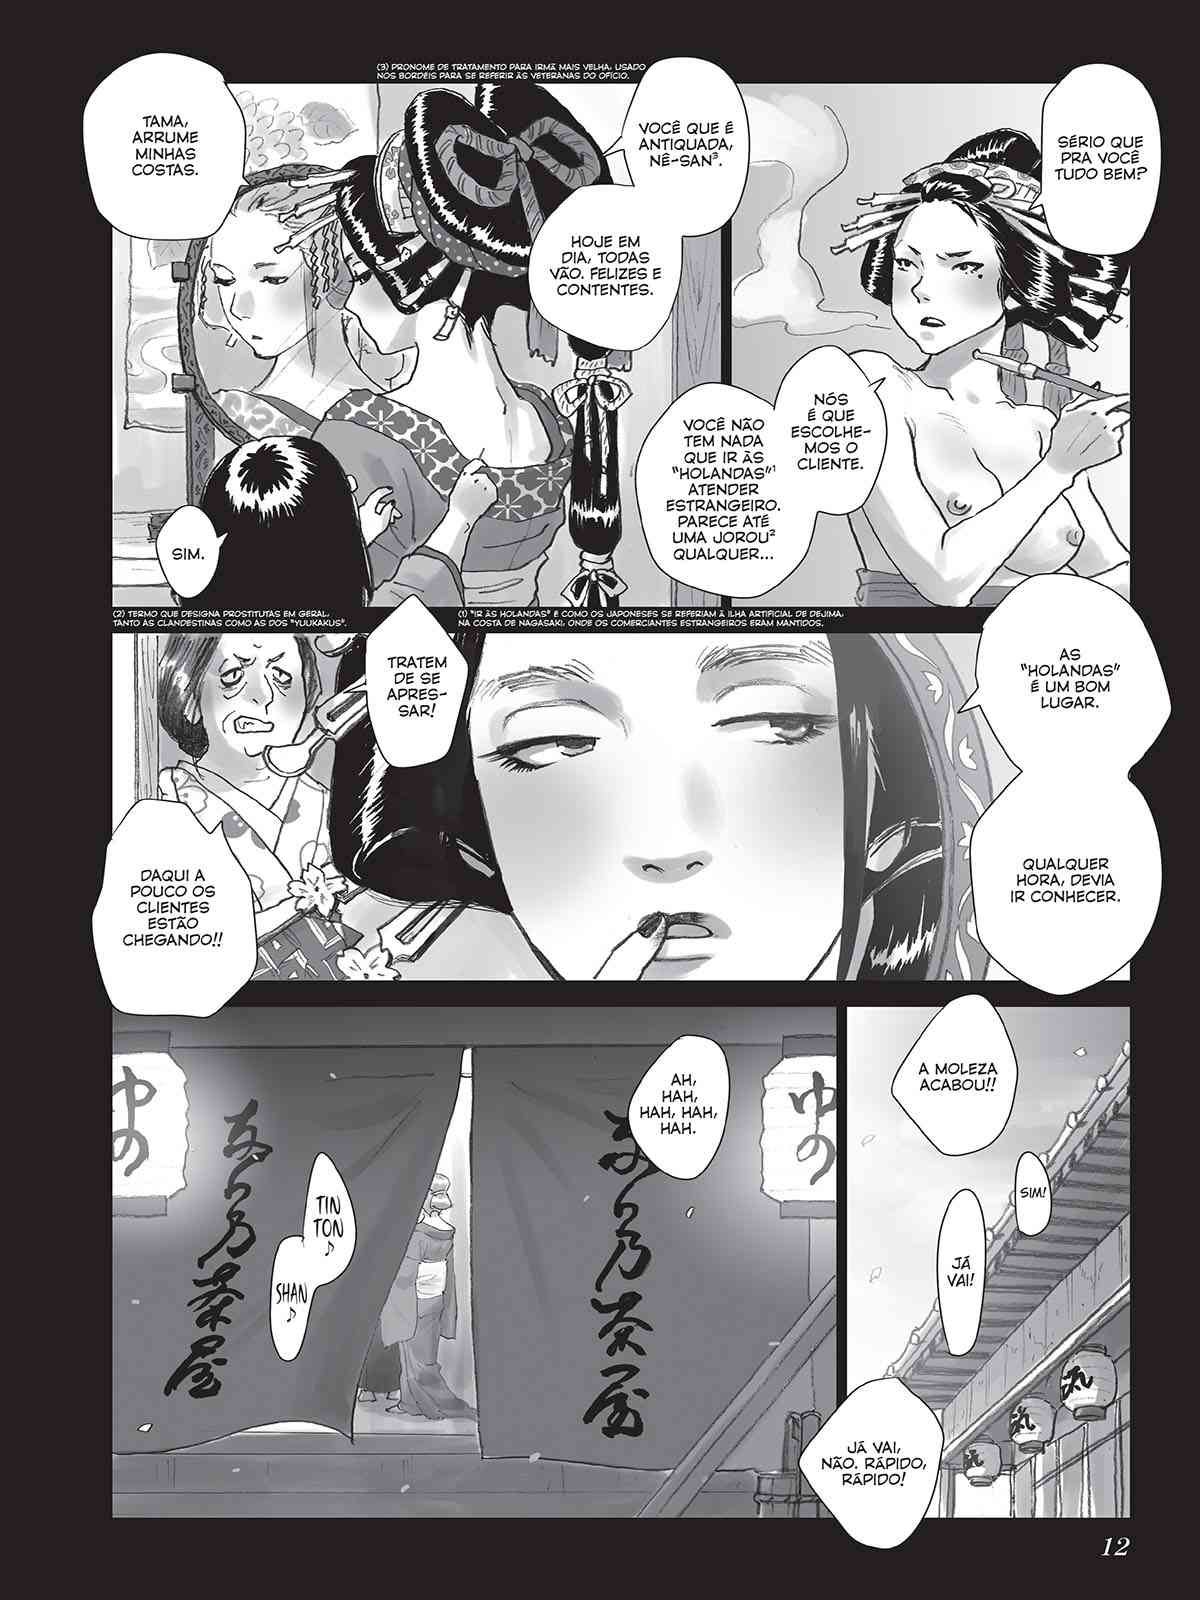 (3) PRONOME DE TRATAMENTO PARA IRMÃ MAIS VELHA, USADO
NOS BORDÉIS PARA SE REFERIR ÀS VETERANAS DO OFÍCIO.
SÉRIO QUE
PRA VOCÊ
TUDO BEM?
NÓS
É QUE
ESCOLHE-
MOS O
CLIENTE.
VOCÊ NÃO
TEM NADA
QUE IR ÀS
"HOLANDAS"¹
ATENDER
ESTRANGEIRO.
PARECE ATÉ
UMA JOROU²
QUALQUER...
VOCÊ QUE É
ANTIQUADA,
NÊ-SAN³.
HOJE EM
DIA, TODAS
VÃO. FELIZES E
CONTENTES.
TAMA,
ARRUME
MINHAS
COSTAS.
SIM.
(2) TERMO QUE DESIGNA PROSTITUTAS EM GERAL,
TANTO AS CLANDESTINAS COMO AS DOS "YUUKAKUS".
(1) "IR ÀS HOLANDAS" É COMO OS JAPONESES SE REFERIAM À ILHA ARTIFICIAL DE DEJIMA,
NA COSTA DE NAGASAKI, ONDE OS COMERCIANTES ESTRANGEIROS ERAM MANTIDOS.
AS
"HOLANDAS"
É UM BOM
LUGAR.
QUALQUER
HORA, DEVIA
IR CONHECER.
TRATEM
DE SE
APRES-
SAR!
DAQUI A
POUCO OS
CLIENTES
ESTÃO
CHEGANDO!!
A MOLEZA
ACABOU!!
SIM!
JÁ
VAI!
JÁ VAI,
NÃO. RÁPIDO,
RÁPIDO!
AH,
HAH,
HAH, HAH,
HAH.
TIN
TON
♪
SHAN
♪
ゆの
ゆの
12